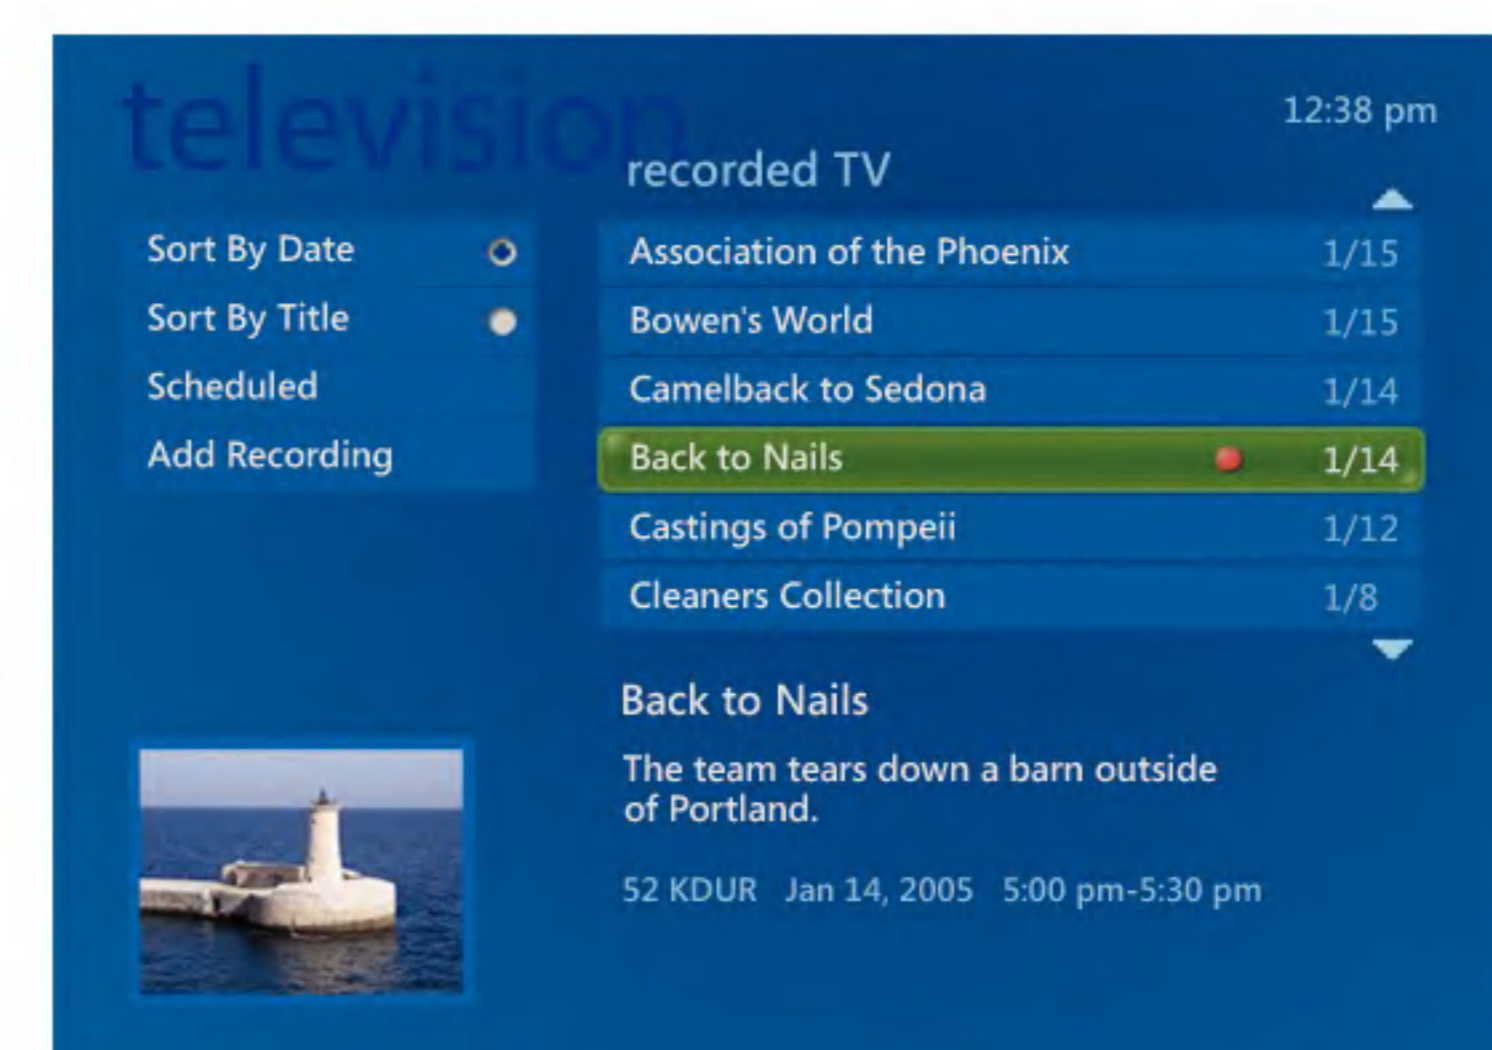 television
12:38 pm
recorded TV
Sort By Date
Sort By Title
Scheduled
Add Recording
Association of the Phoenix 1/15
Bowen's World 1/15
Camelback to Sedona 1/14
Back to Nails 1/14
Castings of Pompeii 1/12
Cleaners Collection 1/8
Back to Nails
The team tears down a barn outside
of Portland.
52 KDUR Jan 14, 2005 5:00 pm-5:30 pm